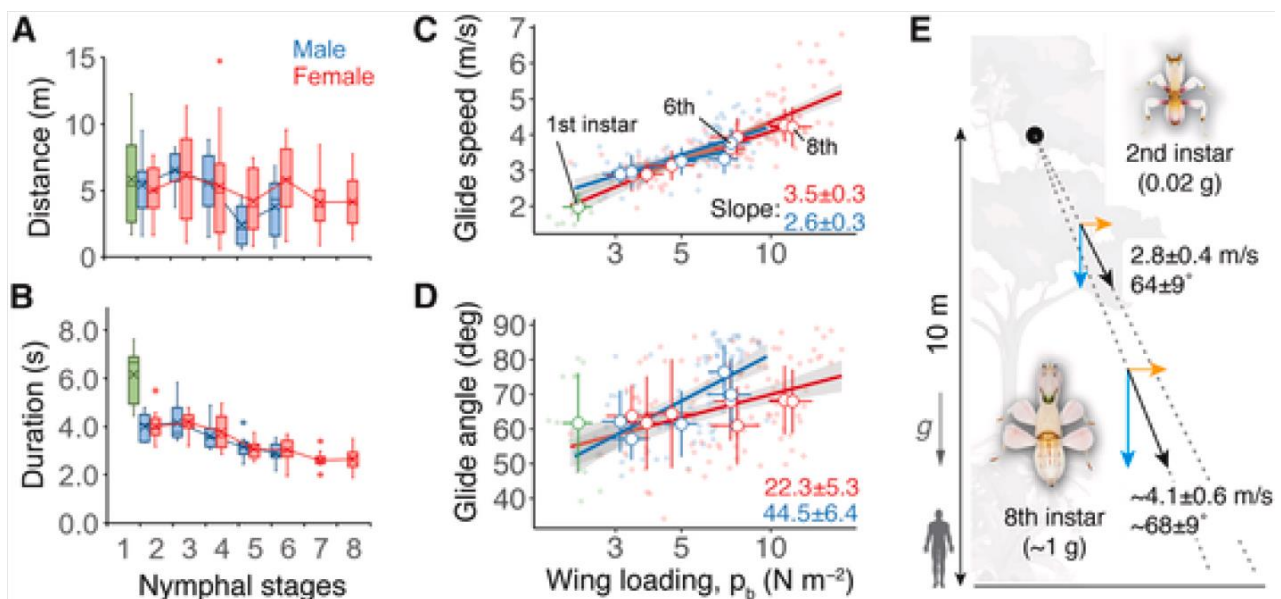 A
Male
Female
Distance (m)
15
10
5
0
B
Duration (s)
8.0
6.0
4.0
2.0
0.0
1 2 3 4 5 6 7 8
Nymphal stages
C
Glide speed (m/s)
7
6
5
4
3
2
1st instar
6th
8th
3.5±0.3
Slope: 2.6±0.3
3 5 10
D
Glide angle (deg)
90
80
70
60
50
40
22.3±5.3
44.5±6.4
3 5 10
Wing loading, p_b (N m⁻²)
E
2nd instar
(0.02 g)
2.8±0.4 m/s
64±9°
10 m
g
~4.1±0.6 m/s
~68±9°
8th instar
(~1 g)